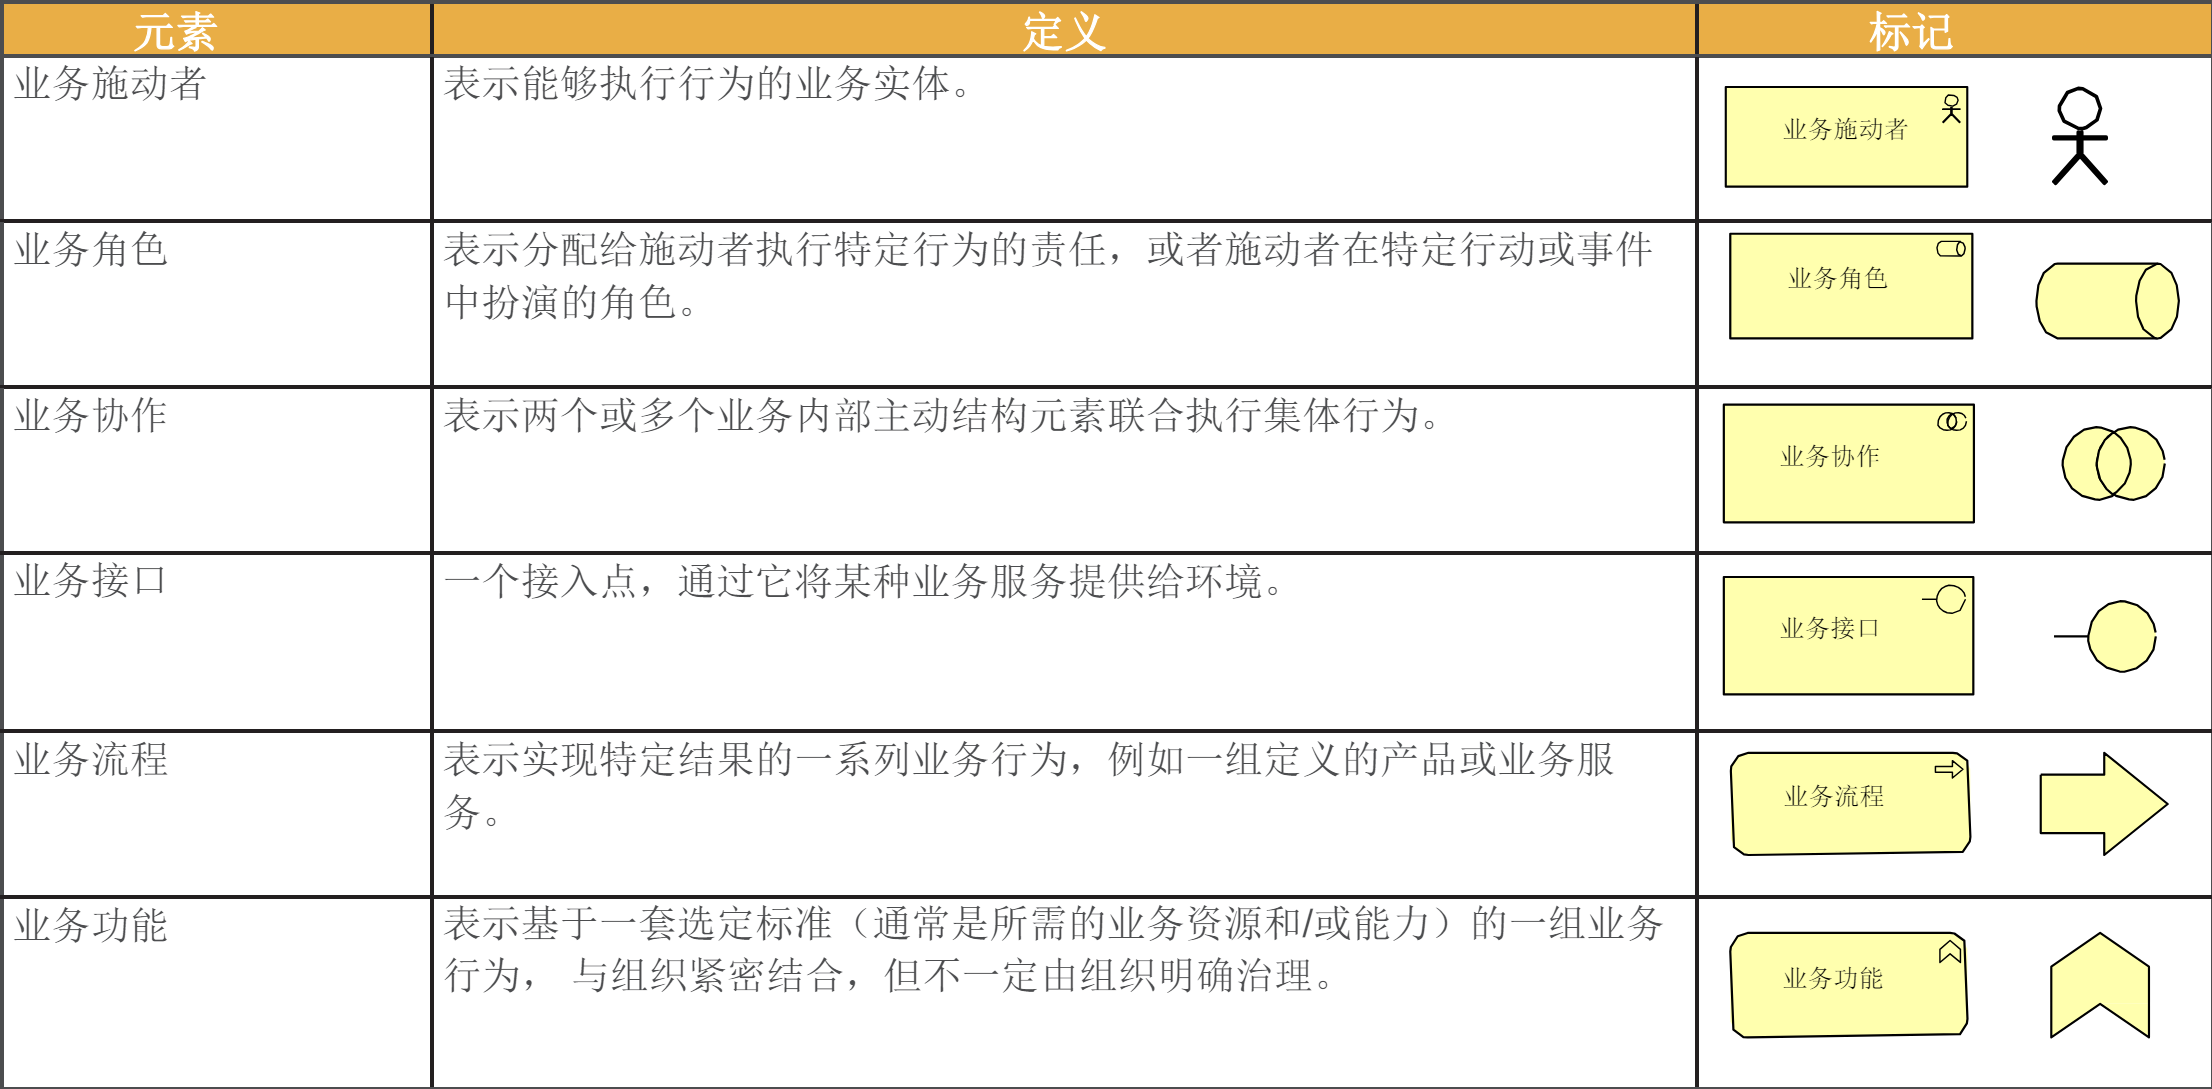 元素 定义 标记
业务施动者 表示能够执行行为的业务实体。 业务施动者
业务角色 表示分配给施动者执行特定行为的责任，或者施动者在特定行动或事件
中扮演的角色。 业务角色
业务协作 表示两个或多个业务内部主动结构元素联合执行集体行为。 业务协作
业务接口 一个接入点，通过它将某种业务服务提供给环境。 业务接口
业务流程 表示实现特定结果的一系列业务行为，例如一组定义的产品或业务服
务。 业务流程
业务功能 表示基于一套选定标准（通常是所需的业务资源和/或能力）的一组业务
行为， 与组织紧密结合，但不一定由组织明确治理。 业务功能